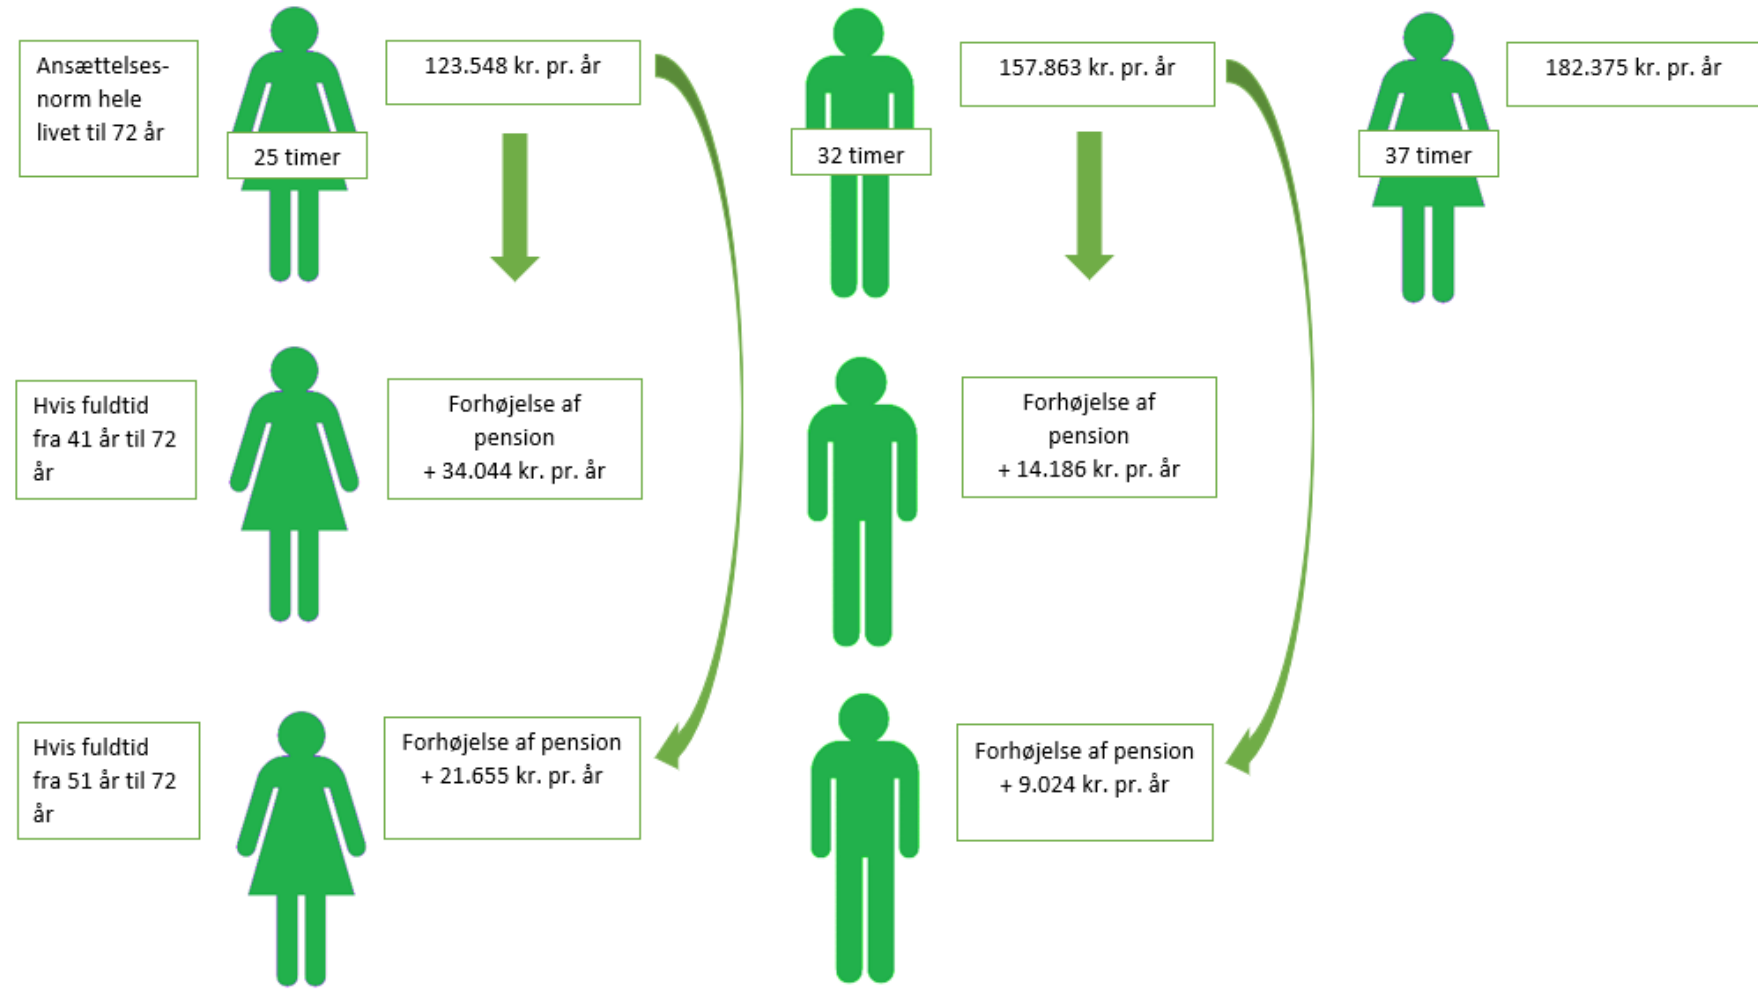 Ansættelses-
norm hele
livet til 72 år
25 timer
123.548 kr. pr. år
32 timer
157.863 kr. pr. år
37 timer
182.375 kr. pr. år
Hvis fuldtid
fra 41 år til 72
år
Forhøjelse af
pension
+ 34.044 kr. pr. år
Forhøjelse af
pension
+ 14.186 kr. pr. år
Hvis fuldtid
fra 51 år til 72
år
Forhøjelse af pension
+ 21.655 kr. pr. år
Forhøjelse af pension
+ 9.024 kr. pr. år